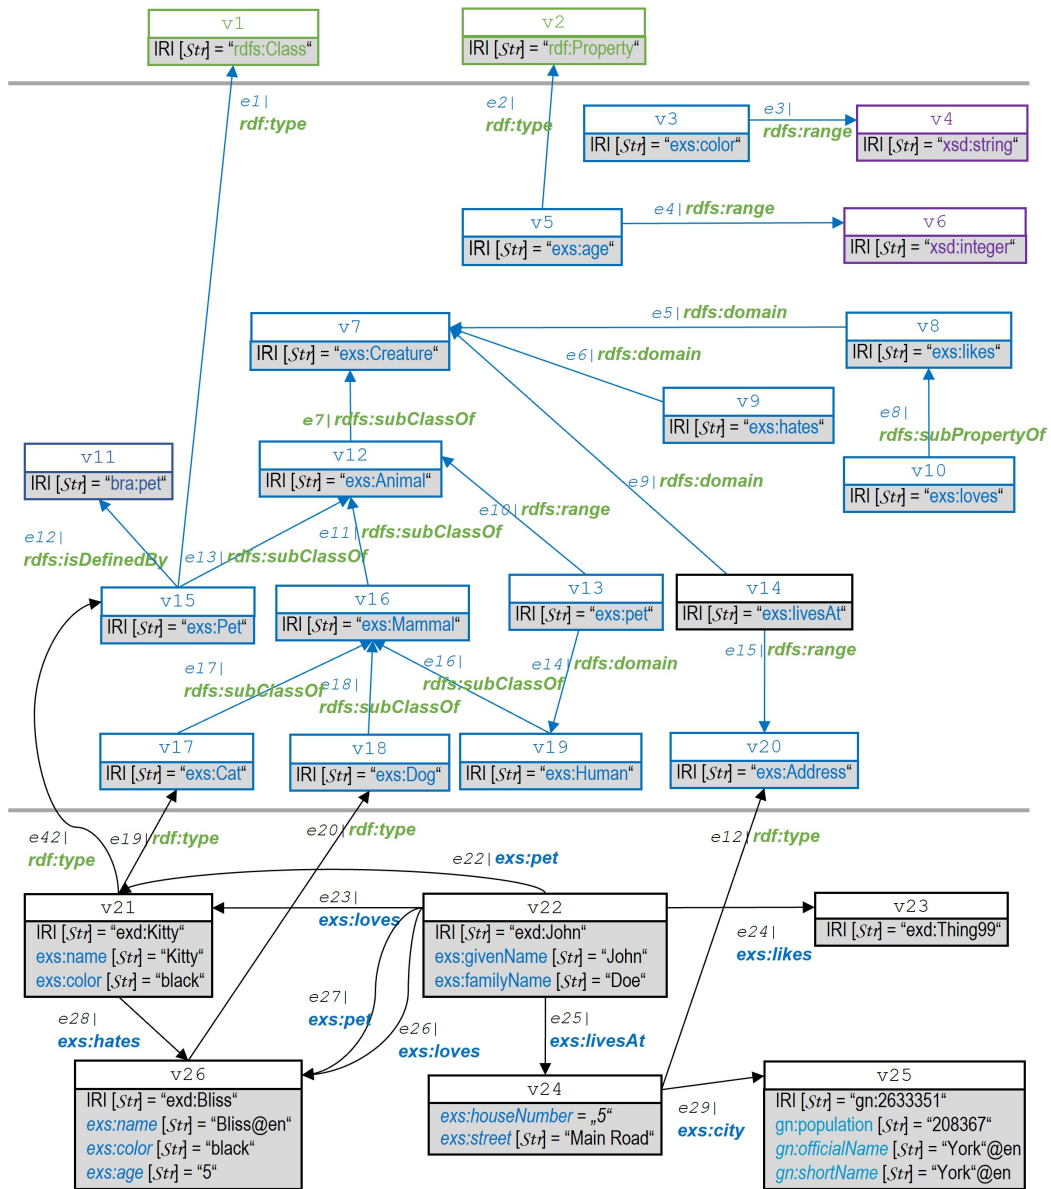 v1
IRI [Str] = “rdfs:Class“
v2
IRI [Str] = “rdf:Property“
e1|
rdf:type
e2|
rdf:type
v3
IRI [Str] = “exs:color“
e3|
rdfs:range
v4
IRI [Str] = “xsd:string“
v5
IRI [Str] = “exs:age“
e4|rdfs:range
v6
IRI [Str] = “xsd:integer“
v7
IRI [Str] = “exs:Creature“
e5|rdfs:domain
v8
IRI [Str] = “exs:likes“
e6|rdfs:domain
v9
IRI [Str] = “exs:hates“
e7|rdfs:subClassOf
e8|
rdfs:subPropertyOf
v11
IRI [Str] = “bra:pet“
v12
IRI [Str] = “exs:Animal“
v10
IRI [Str] = “exs:loves“
e9|rdfs:domain
e10|rdfs:range
e11|rdfs:subClassOf
e12|
rdfs:isDefinedBy
e13|rdfs:subClassOf
v15
IRI [Str] = “exs:Pet“
v16
IRI [Str] = “exs:Mammal“
v13
IRI [Str] = “exs:pet“
v14
IRI [Str] = “exs:livesAt“
e17|
rdfs:subClassOf
e18|
rdfs:subClassOf
e16|
rdfs:subClassOf
e14|rdfs:domain
e15|rdfs:range
v17
IRI [Str] = “exs:Cat“
v18
IRI [Str] = “exs:Dog“
v19
IRI [Str] = “exs:Human“
v20
IRI [Str] = “exs:Address“
e42|
rdf:type
e19|rdf:type
e20|rdf:type
e12|rdf:type
e22|exs:pet
v21
IRI [Str] = “exd:Kitty“
exs:name [Str] = “Kitty“
exs:color [Str] = “black“
e23|
exs:loves
v22
IRI [Str] = “exd:John“
exs:givenName [Str] = “John“
exs:familyName [Str] = “Doe“
v23
IRI [Str] = “exd:Thing99“
e24|
exs:likes
e27|
exs:pet
e26|
exs:loves
e25|
exs:livesAt
e28|
exs:hates
v26
IRI [Str] = “exd:Bliss“
exs:name [Str] = “Bliss@en“
exs:color [Str] = “black“
exs:age [Str] = “5“
v24
exs:houseNumber = „5“
exs:street [Str] = “Main Road“
e29|
exs:city
v25
IRI [Str] = “gn:2633351“
gn:population [Str] = “208367“
gn:officialName [Str] = “York“@en
gn:shortName [Str] = “York“@en